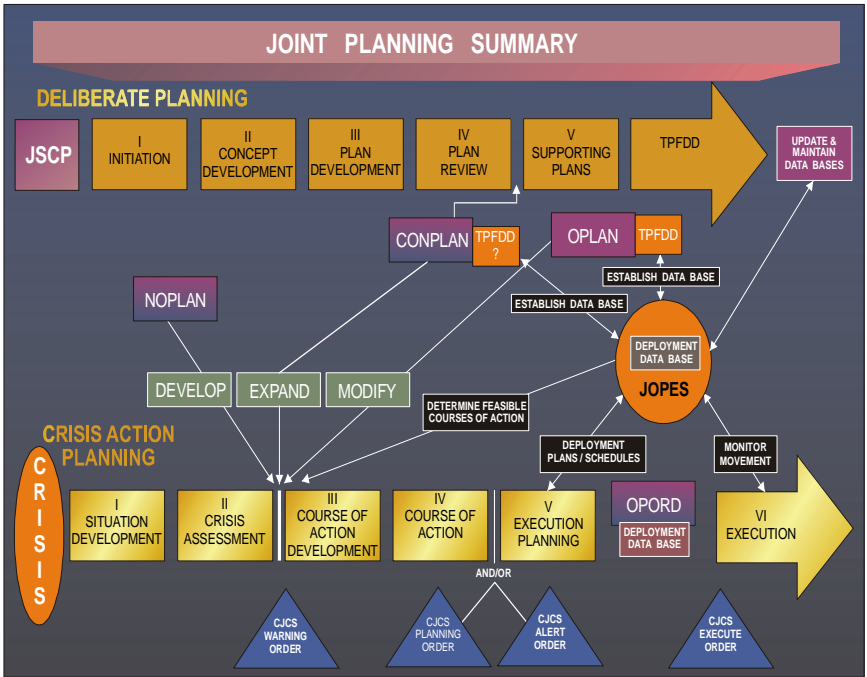 JOINT PLANNING SUMMARY
DELIBERATE PLANNING
JSCP
I
INITIATION
II
CONCEPT
DEVELOPMENT
III
PLAN
DEVELOPMENT
IV
PLAN
REVIEW
V
SUPPORTING
PLANS
TPFDD
UPDATE &
MAINTAIN
DATA BASES
CONPLAN
TPFDD
?
OPLAN
TPFDD
ESTABLISH DATA BASE
ESTABLISH DATA BASE
NOPLAN
DEPLOYMENT
DATA BASE
JOPES
DEVELOP
EXPAND
MODIFY
DETERMINE FEASIBLE
COURSES OF ACTION
CRISIS ACTION
PLANNING
DEPLOYMENT
PLANS / SCHEDULES
MONITOR
MOVEMENT
C
R
I
S
I
S
I
SITUATION
DEVELOPMENT
II
CRISIS
ASSESSMENT
III
COURSE OF
ACTION
DEVELOPMENT
IV
COURSE OF
ACTION
V
EXECUTION
PLANNING
OPORD
DEPLOYMENT
DATA BASE
VI
EXECUTION
AND/OR
CJCS
WARNING
ORDER
CJCS
PLANNING
ORDER
CJCS
ALERT
ORDER
CJCS
EXECUTE
ORDER